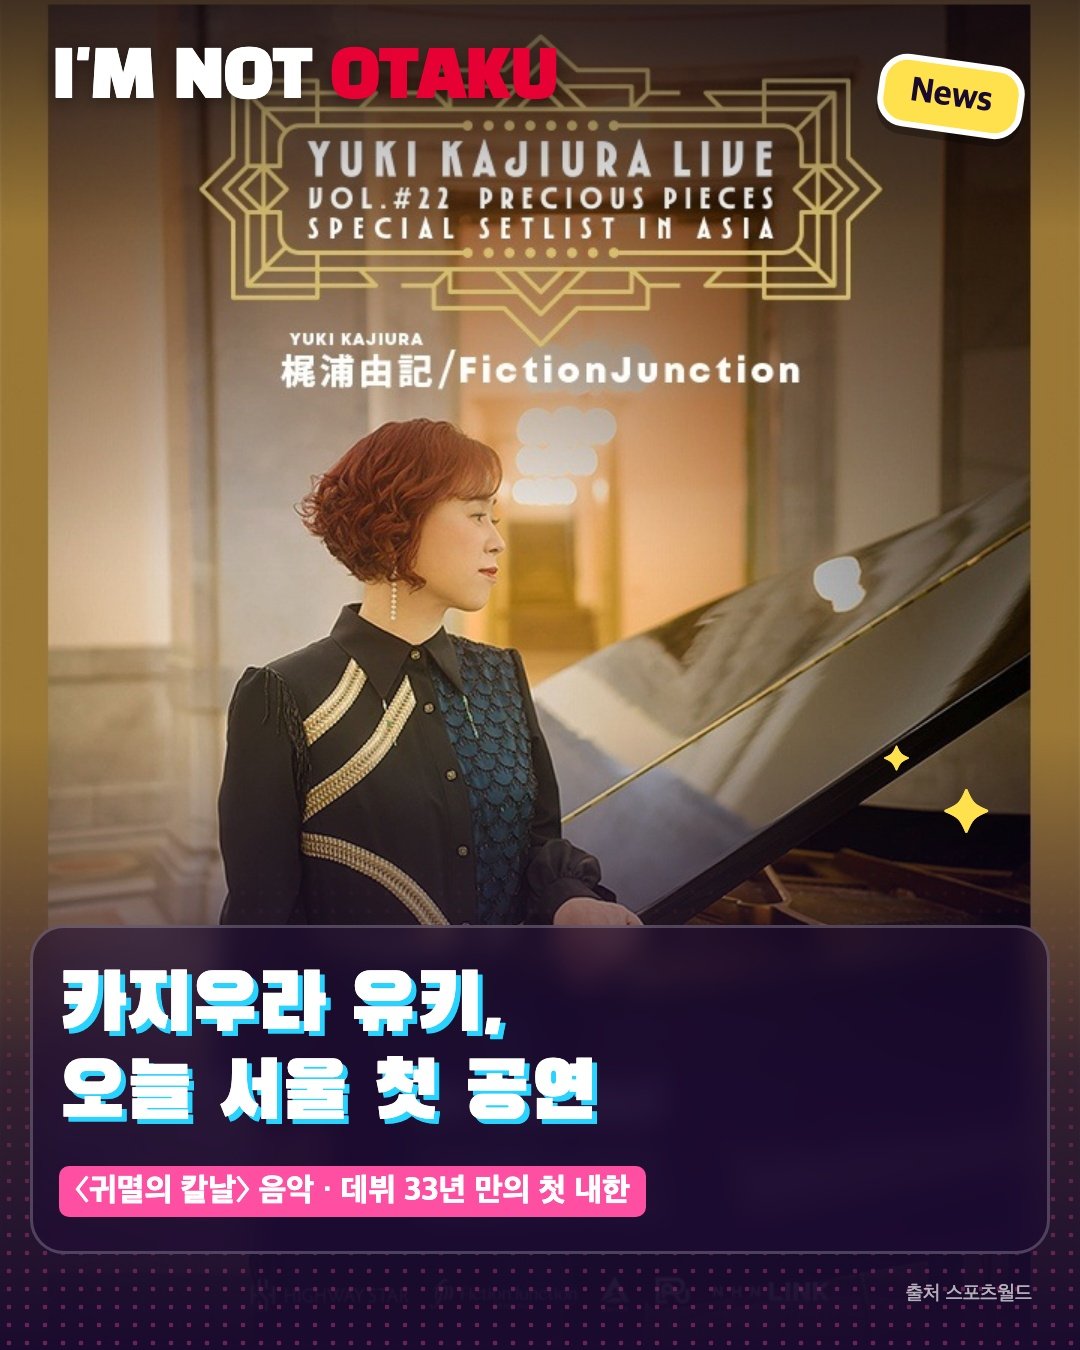 I'M NOT OTAKU
News
YUKI KAJIURA LIVE
VOL.#22 PRECIOUS PIECES
SPECIAL SETLIST IN ASIA
YUKI KAJIURA
梶浦由記/FictionJunction
카지우라 유키,
오늘 서울 첫 공연
〈귀멸의 칼날〉 음악 · 데뷔 33년 만의 첫 내한
출처 스포츠월드